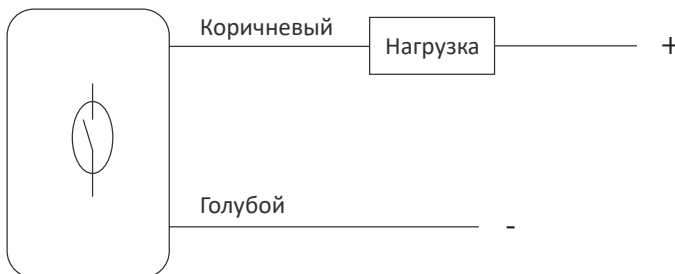 Коричневый
Нагрузка
+
Голубой
-